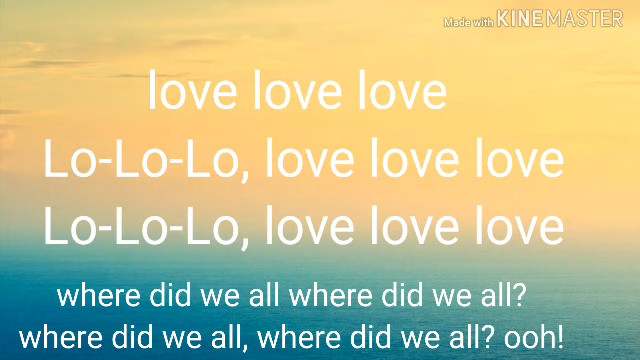 Made with KINEMASTER
love love love
Lo-Lo-Lo, love love love
Lo-Lo-Lo, love love love
where did we all where did we all?
where did we all, where did we all? ooh!